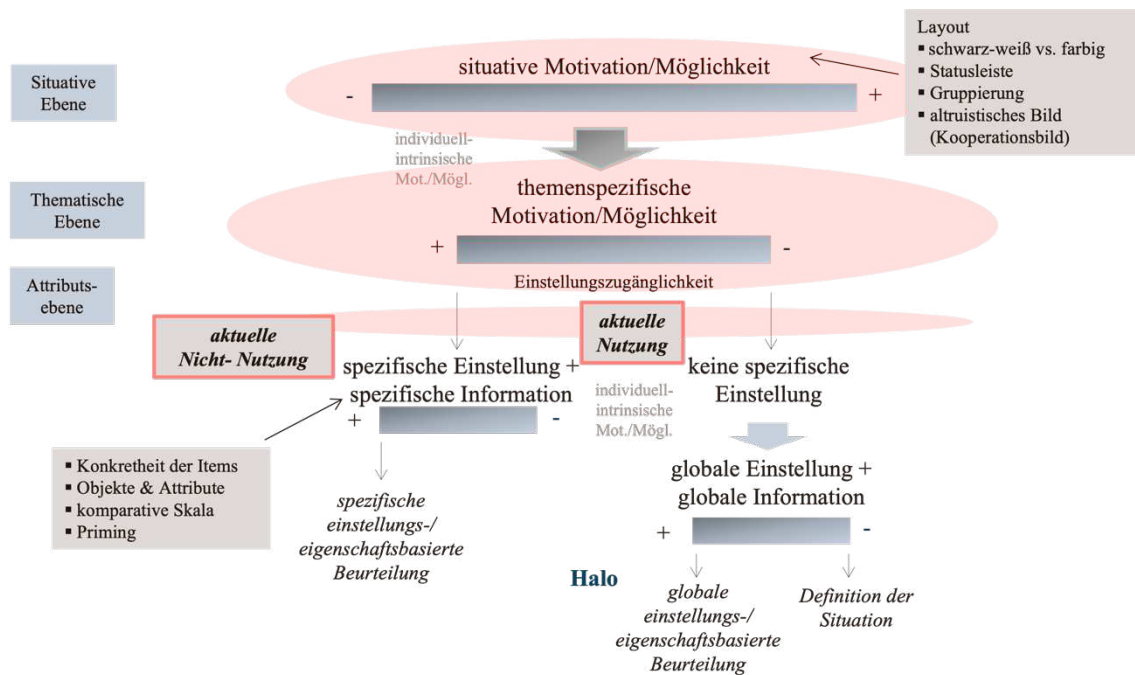 Layout
▪ schwarz-weiß vs. farbig
▪ Statusleiste
▪ Gruppierung
▪ altruistisches Bild
(Kooperationsbild)
Situative
Ebene
situative Motivation/Möglichkeit
-
+
individuell-
intrinsische
Mot./Mögl.
Thematische
Ebene
themenspezifische
Motivation/Möglichkeit
+
-
Einstellungszugänglichkeit
Attributs-
ebene
aktuelle
Nicht- Nutzung
aktuelle
Nutzung
spezifische Einstellung +
spezifische Information
+
-
individuell-
intrinsische
Mot./Mögl.
keine spezifische
Einstellung
▪ Konkretheit der Items
▪ Objekte & Attribute
▪ komparative Skala
▪ Priming
spezifische
einstellungs-/
eigenschaftsbasierte
Beurteilung
globale Einstellung +
globale Information
+
-
Halo
globale
einstellungs-/
eigenschaftsbasierte
Beurteilung
Definition der
Situation